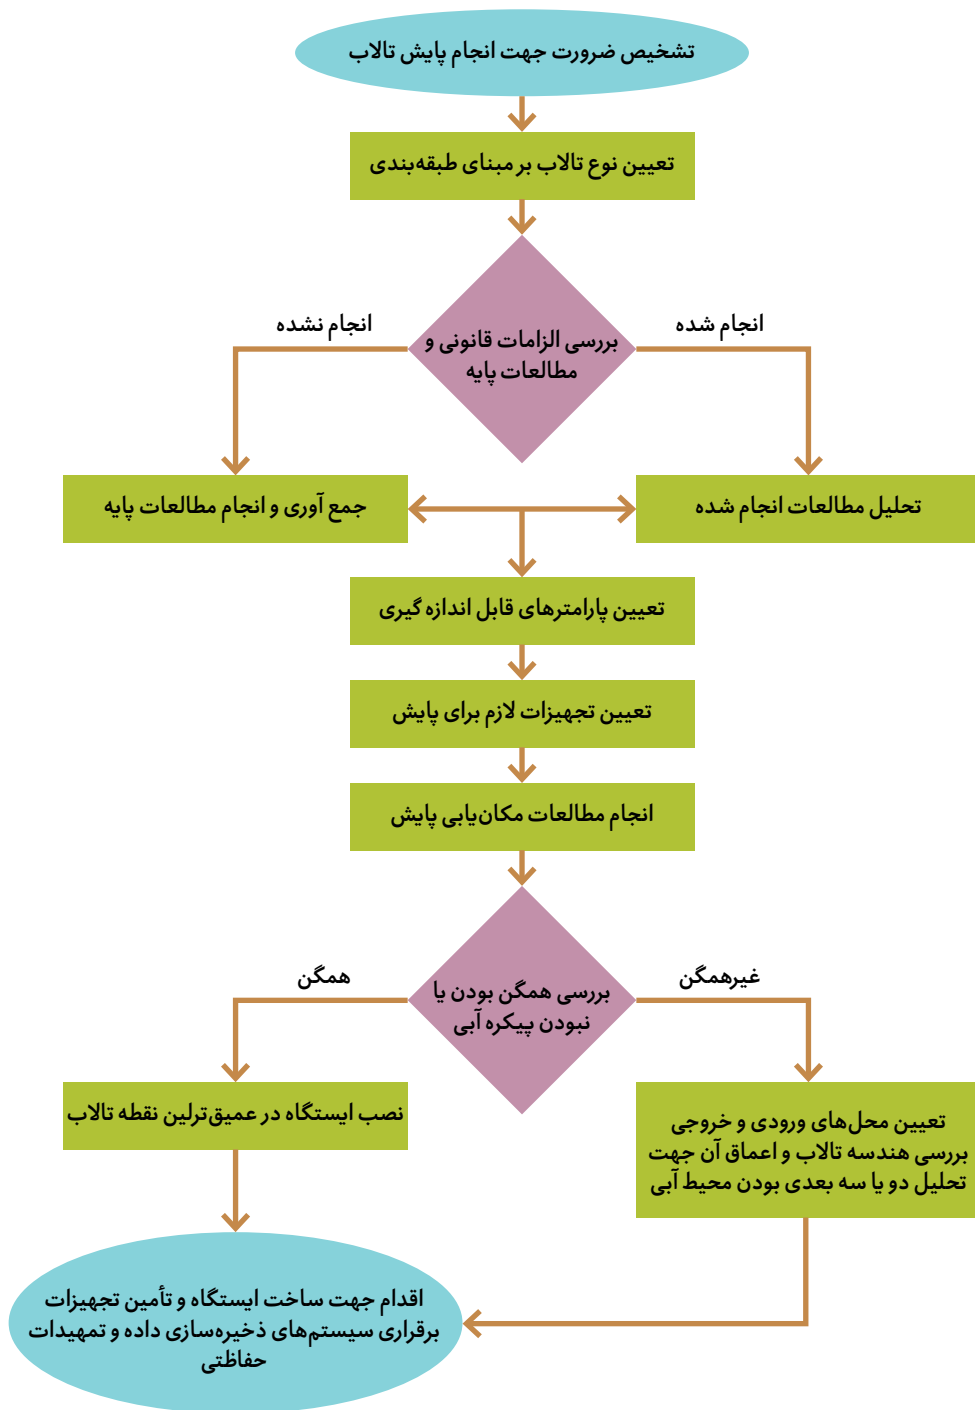 تشخیص ضرورت جهت انجام پایش تالاب
تعیین نوع تالاب بر مبنای طبقه‌بندی
انجام شده
انجام نشده
بررسی الزامات قانونی و
مطالعات پایه
تحلیل مطالعات انجام شده
جمع آوری و انجام مطالعات پایه
تعیین پارامترهای قابل اندازه گیری
تعیین تجهیزات لازم برای پایش
انجام مطالعات مکان‌یابی پایش
غیرهمگن
همگن
بررسی همگن بودن یا
نبودن پیکره آبی
تعیین محل‌های ورودی و خروجی
بررسی هندسه تالاب و اعماق آن جهت
تحلیل دو یا سه بعدی بودن محیط آبی
نصب ایستگاه در عمیق‌ترلین نقطه تالاب
اقدام جهت ساخت ایستگاه و تأمین تجهیزات
برقراری سیستم‌های ذخیره‌سازی داده و تمهیدات
حفاظتی